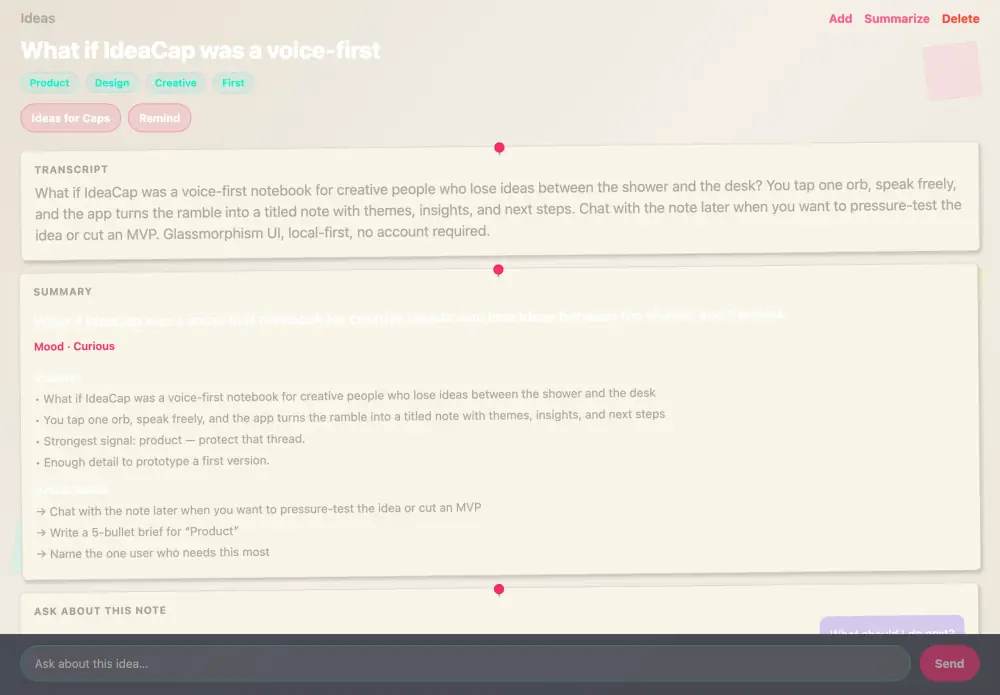 Ideas
Add Summarize Delete
What if IdeaCap was a voice-first
Product Design Creative First
Ideas for Caps Remind
TRANSCRIPT
What if IdeaCap was a voice-first notebook for creative people who lose ideas between the shower and the desk? You tap one orb, speak freely,
and the app turns the ramble into a titled note with themes, insights, and next steps. Chat with the note later when you want to pressure-test the
idea or cut an MVP. Glassmorphism UI, local-first, no account required.
SUMMARY
What if IdeaCap was a voice-first notebook for creative people who lose ideas between the shower and the desk
Mood · Curious
• What if IdeaCap was a voice-first notebook for creative people who lose ideas between the shower and the desk
• You tap one orb, speak freely, and the app turns the ramble into a titled note with themes, insights, and next steps
• Strongest signal: product — protect that thread.
• Enough detail to prototype a first version.
→ Chat with the note later when you want to pressure-test the idea or cut an MVP
→ Write a 5-bullet brief for “Product”
→ Name the one user who needs this most
ASK ABOUT THIS NOTE
What should I do next?
Ask about this idea... Send